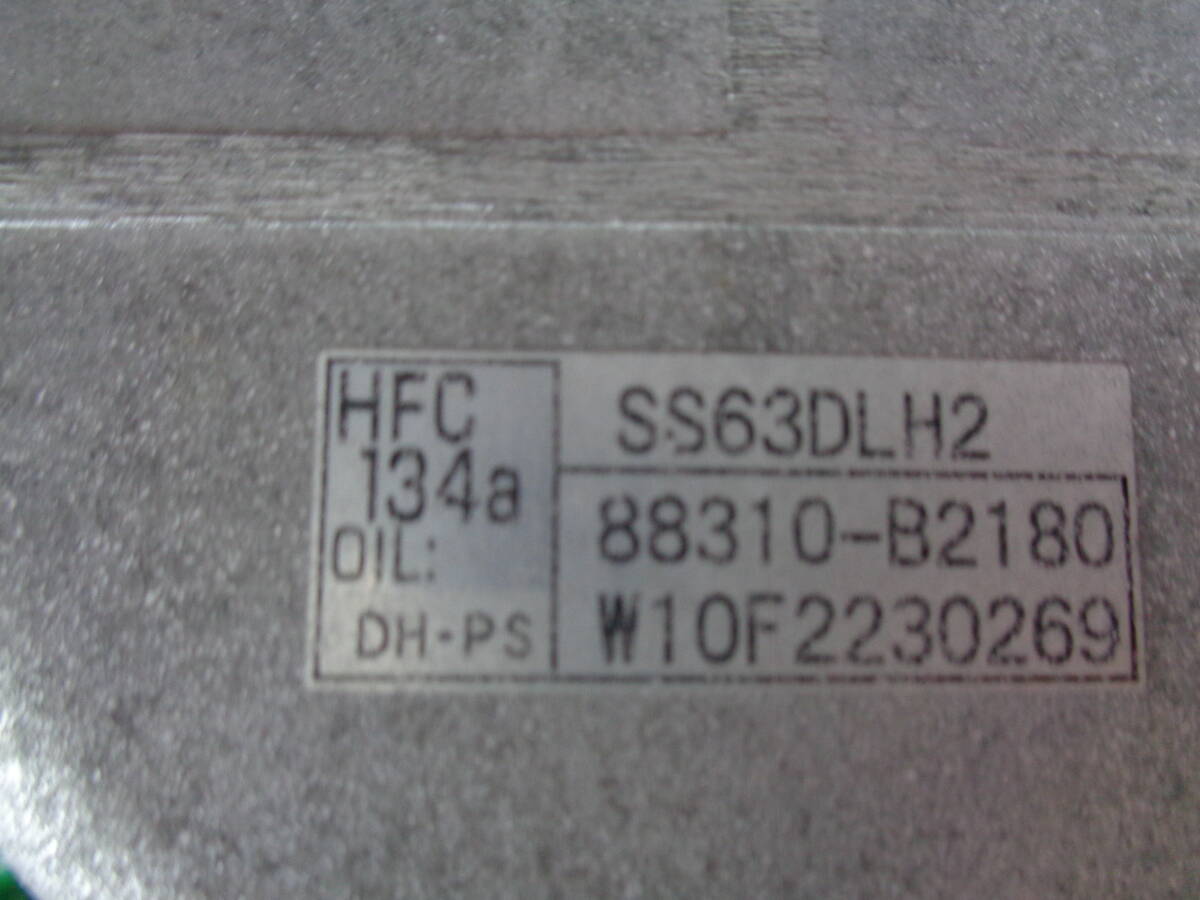 HFC
134a
OIL:
DH-PS
SS63DLH2
88310-B2180
W10F2230269